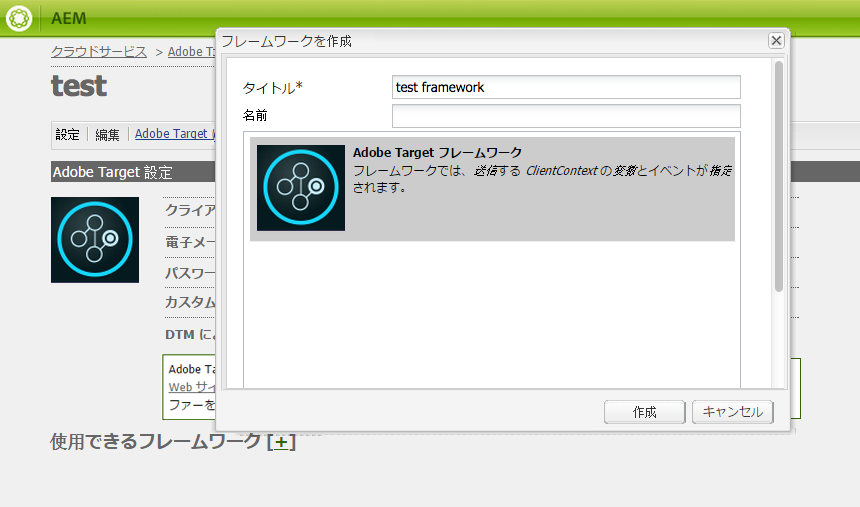 AEM
クラウドサービス > Adobe T
test
設定 編集 Adobe Target
Adobe Target 設定
クライア
電子メー
パスワー
カスタム
DTM に
Adobe Ta
Web サイ
ファーを
使用できるフレームワーク [+]
フレームワークを作成
タイトル* test framework
名前
Adobe Target フレームワーク
フレームワークでは、送信する ClientContext の変数とイベントが指定
されます。
作成 キャンセル